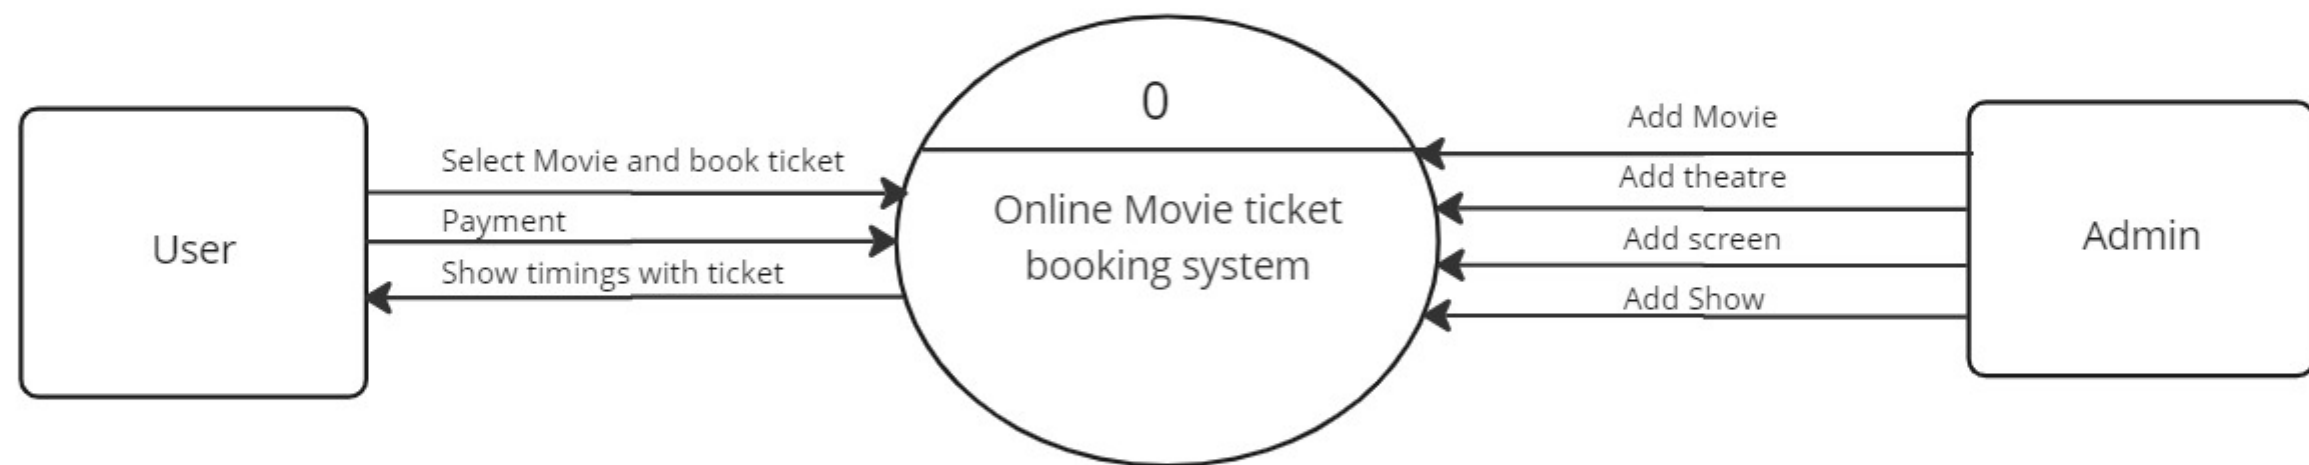 User
Select Movie and book ticket
Payment
Show timings with ticket
0
Online Movie ticket
booking system
Add Movie
Add theatre
Add screen
Add Show
Admin